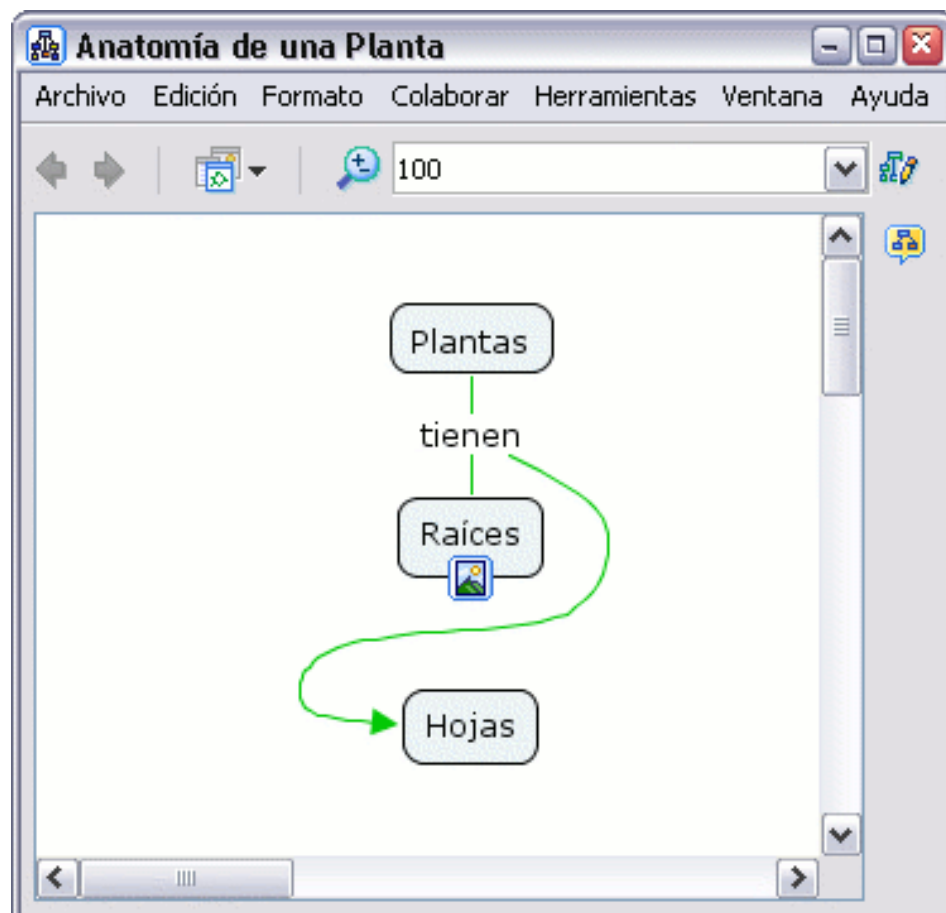 Anatomía de una Planta
Archivo Edición Formato Colaborar Herramientas Ventana Ayuda
100
Plantas
tienen
Raíces
Hojas